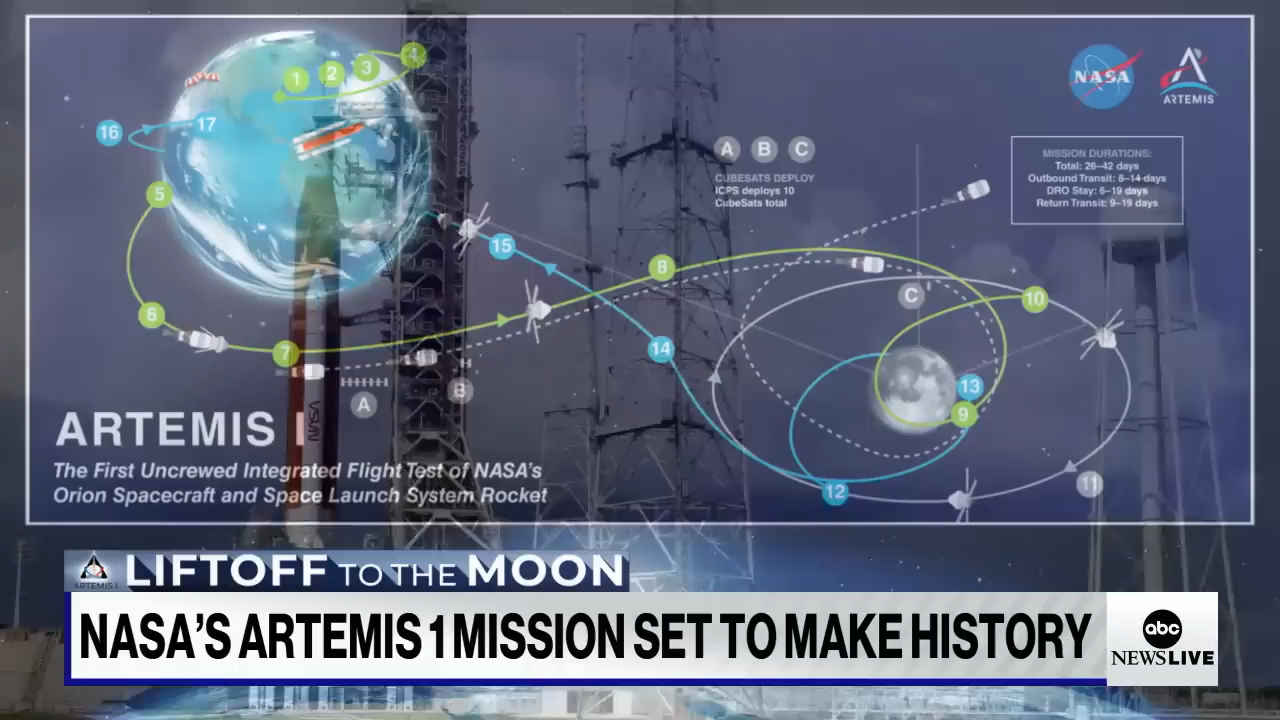 1
2
3
4
16
17
5
6
7
8
15
14
A B C
CUBESATS DEPLOY
ICPS deploys 10
CubeSats total
NASA
ARTEMIS
MISSION DURATIONS:
Total: 26–42 days
Outbound Transit: 8–14 days
DRO Stay: 6–19 days
Return Transit: 9–19 days
C
10
13
9
11
12
A
B
NASA
ARTEMIS I
The First Uncrewed Integrated Flight Test of NASA's
Orion Spacecraft and Space Launch System Rocket
ARTEMIS I
LIFTOFF TO THE MOON
NASA'S ARTEMIS 1 MISSION SET TO MAKE HISTORY
abc
NEWS LIVE